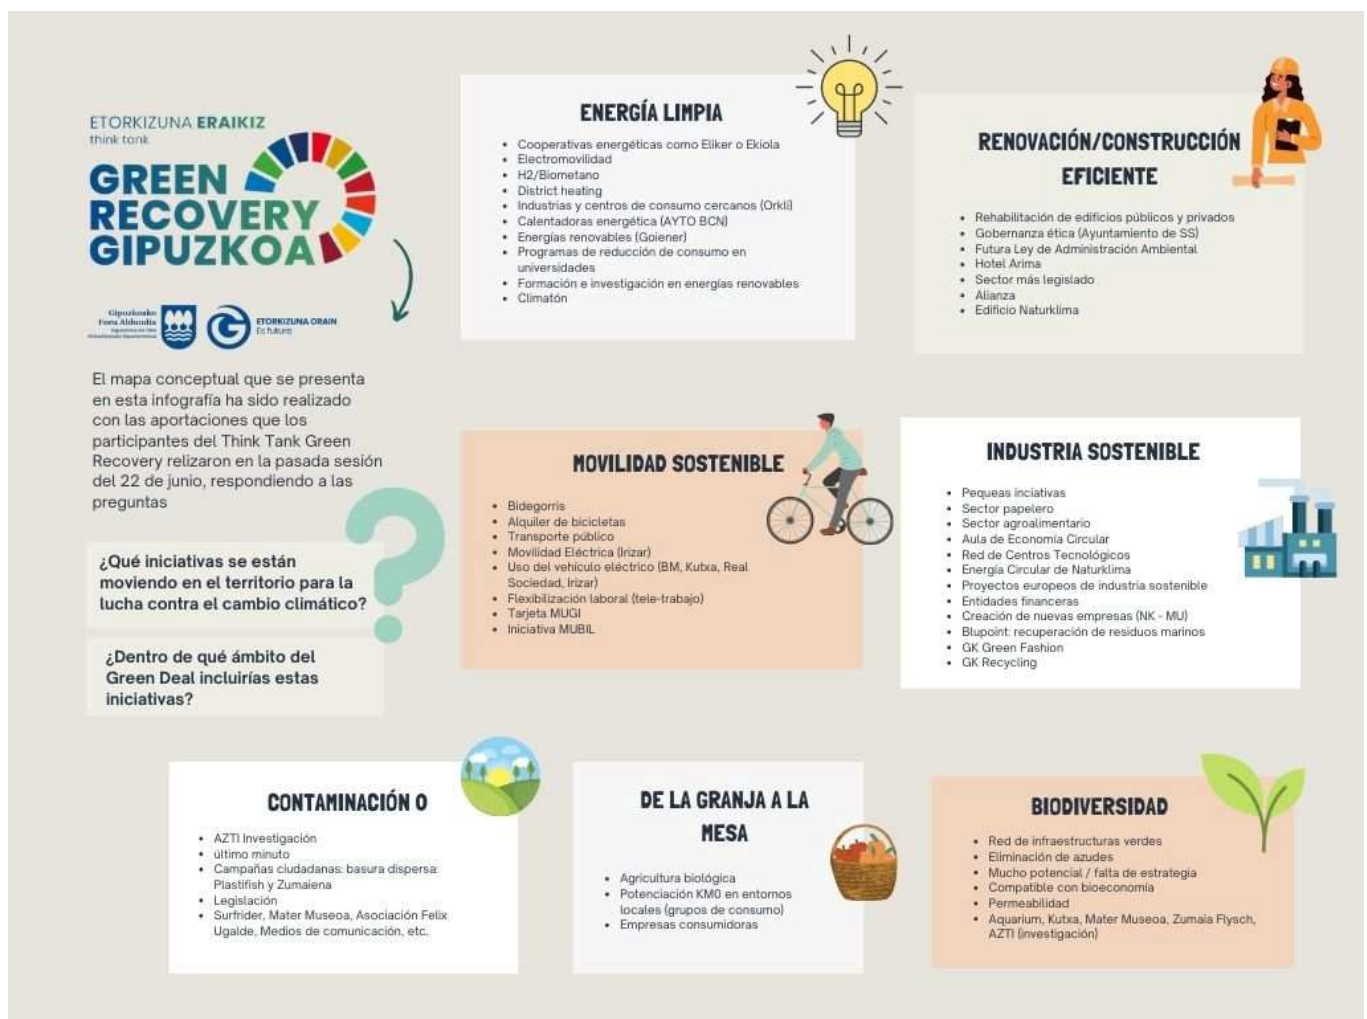 ETORKIZUNA ERAIKIZ
think tank
GREEN
RECOVERY
GIPUZKOA
Gipuzkoako
Foru Aldundia
ETORKIZUNA ORAIN
Es futuro
El mapa conceptual que se presenta
en esta infografía ha sido realizado
con las aportaciones que los
participantes del Think Tank Green
Recovery relizaron en la pasada sesión
del 22 de junio, respondiendo a las
preguntas
¿Qué iniciativas se están
moviendo en el territorio para la
lucha contra el cambio climático?
¿Dentro de qué ámbito del
Green Deal incluirías estas
iniciativas?
ENERGÍA LIMPIA
• Cooperativas energéticas como Eliker o Ekiola
• Electromovilidad
• H2/Biometano
• District heating
• Industrias y centros de consumo cercanos (Orkli)
• Calentadoras energética (AYTO BCN)
• Energías renovables (Goiener)
• Programas de reducción de consumo en
universidades
• Formación e investigación en energías renovables
• Climatón
RENOVACIÓN/CONSTRUCCIÓN
EFICIENTE
• Rehabilitación de edificios públicos y privados
• Gobernanza ética (Ayuntamiento de SS)
• Futura Ley de Administración Ambiental
• Hotel Arima
• Sector más legislado
• Alianza
• Edificio Naturklima
MOVILIDAD SOSTENIBLE
• Bidegorris
• Alquiler de bicicletas
• Transporte público
• Movilidad Eléctrica (Irizar)
• Uso del vehículo eléctrico (BM, Kutxa, Real
Sociedad, Irizar)
• Flexibilización laboral (tele-trabajo)
• Tarjeta MUGI
• Iniciativa MUBIL
INDUSTRIA SOSTENIBLE
• Pequeas inciativas
• Sector papelero
• Sector agroalimentario
• Aula de Economía Circular
• Red de Centros Tecnológicos
• Energía Circular de Naturklima
• Proyectos europeos de industria sostenible
• Entidades financeras
• Creación de nuevas empresas (NK - MU)
• Blupoint: recuperación de residuos marinos
• GK Green Fashion
• GK Recycling
CONTAMINACIÓN 0
• AZTI Investigación
• último minuto
• Campañas ciudadanas: basura dispersa:
Plastifish y Zumaiena
• Legislación
• Surfrider, Mater Museoa, Asociación Felix
Ugalde, Medios de comunicación, etc.
DE LA GRANJA A LA
MESA
• Agricultura biológica
• Potenciación KM0 en entornos
locales (grupos de consumo)
• Empresas consumidoras
BIODIVERSIDAD
• Red de infraestructuras verdes
• Eliminación de azudes
• Mucho potencial / falta de estrategia
• Compatible con bioeconomía
• Permeabilidad
• Aquarium, Kutxa, Mater Museoa, Zumaia Flysch,
AZTI (investigación)